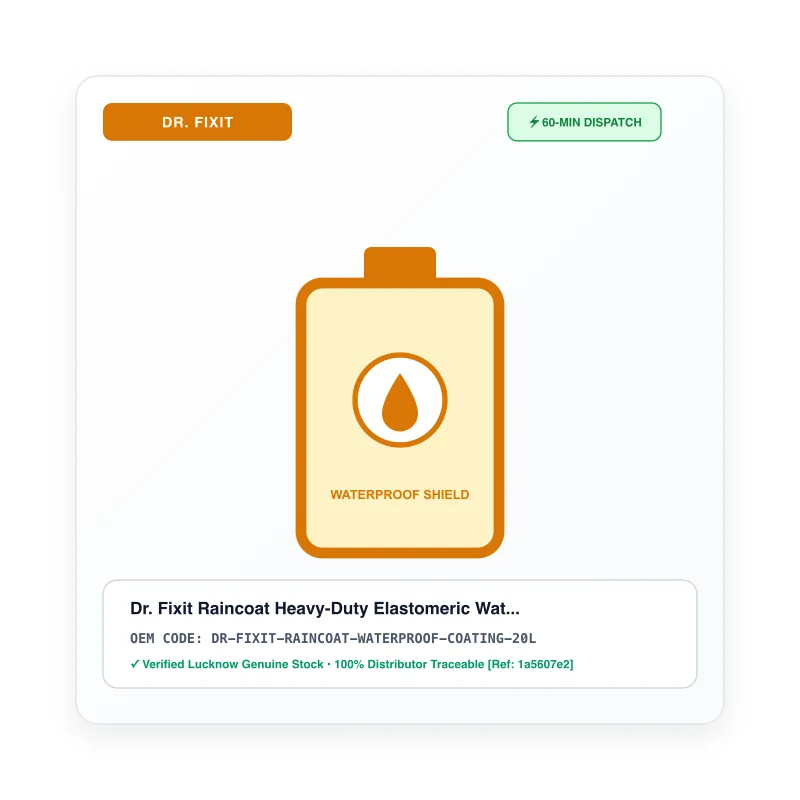 DR. FIXIT
⚡ 60-MIN DISPATCH
WATERPROOF SHIELD
Dr. Fixit Raincoat Heavy-Duty Elastomeric Wat...
OEM CODE: DR-FIXIT-RAINCOAT-WATERPROOF-COATING-20L
✓ Verified Lucknow Genuine Stock · 100% Distributor Traceable [Ref: 1a5607e2]